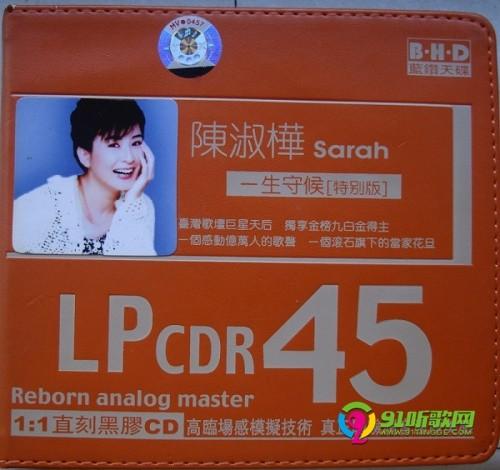 MV●0457
B·H·D
藍鑽天碟
陳淑樺 Sarah
一生守候[特別版]
臺灣歌壇巨星天后 獨享金榜九白金得主
一個感動億萬人的歌聲 一個滾石旗下的當家花旦
LPCDR45
Reborn analog master
1:1直刻黑膠CD 高臨場感模擬技術 真
91听歌网